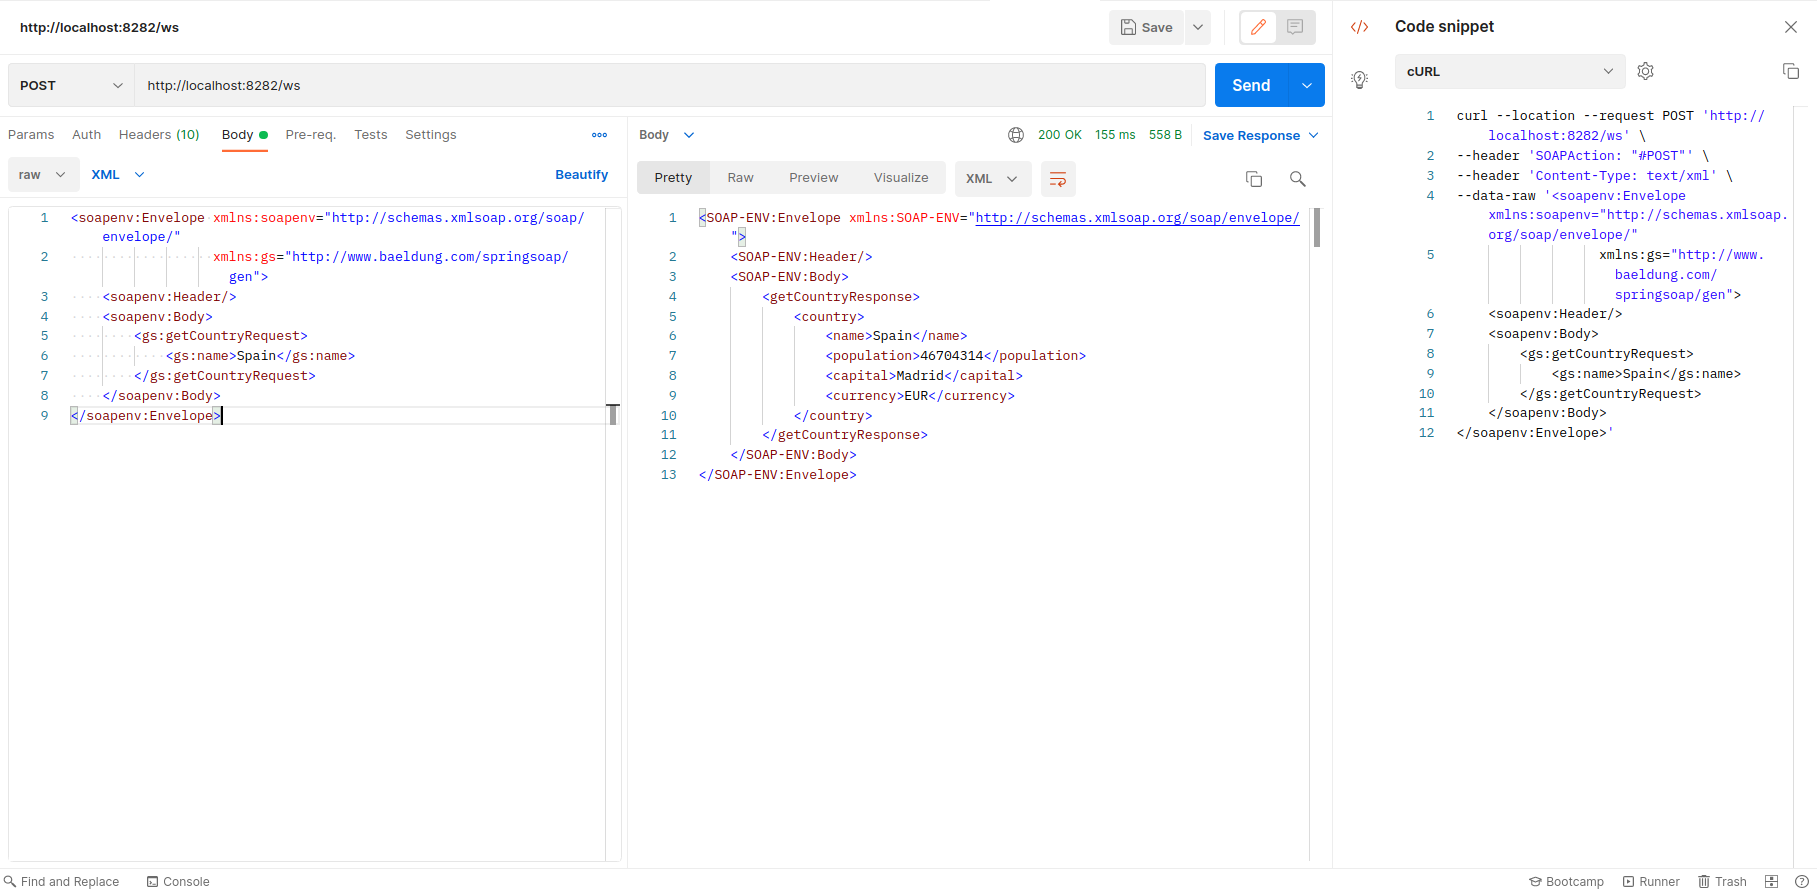 http://localhost:8282/ws
Save
POST
http://localhost:8282/ws
Send
Params Auth Headers (10) Body Pre-req. Tests Settings
raw XML Beautify
1 <soapenv:Envelope xmlns:soapenv="http://schemas.xmlsoap.org/soap/
envelope/"
2 xmlns:gs="http://www.baeldung.com/springsoap/
gen">
3 <soapenv:Header/>
4 <soapenv:Body>
5 <gs:getCountryRequest>
6 <gs:name>Spain</gs:name>
7 </gs:getCountryRequest>
8 </soapenv:Body>
9 </soapenv:Envelope>
Body 200 OK 155 ms 558 B Save Response
Pretty Raw Preview Visualize XML
1 <SOAP-ENV:Envelope xmlns:SOAP-ENV="http://schemas.xmlsoap.org/soap/envelope/
">
2 <SOAP-ENV:Header/>
3 <SOAP-ENV:Body>
4 <getCountryResponse>
5 <country>
6 <name>Spain</name>
7 <population>46704314</population>
8 <capital>Madrid</capital>
9 <currency>EUR</currency>
10 </country>
11 </getCountryResponse>
12 </SOAP-ENV:Body>
13 </SOAP-ENV:Envelope>
</> Code snippet
cURL
1 curl --location --request POST 'http://
localhost:8282/ws' \
2 --header 'SOAPAction: "#POST"' \
3 --header 'Content-Type: text/xml' \
4 --data-raw '<soapenv:Envelope
xmlns:soapenv="http://schemas.xmlsoap.
org/soap/envelope/"
5 xmlns:gs="http://www.
baeldung.com/
springsoap/gen">
6 <soapenv:Header/>
7 <soapenv:Body>
8 <gs:getCountryRequest>
9 <gs:name>Spain</gs:name>
10 </gs:getCountryRequest>
11 </soapenv:Body>
12 </soapenv:Envelope>'
Find and Replace Console Bootcamp Runner Trash